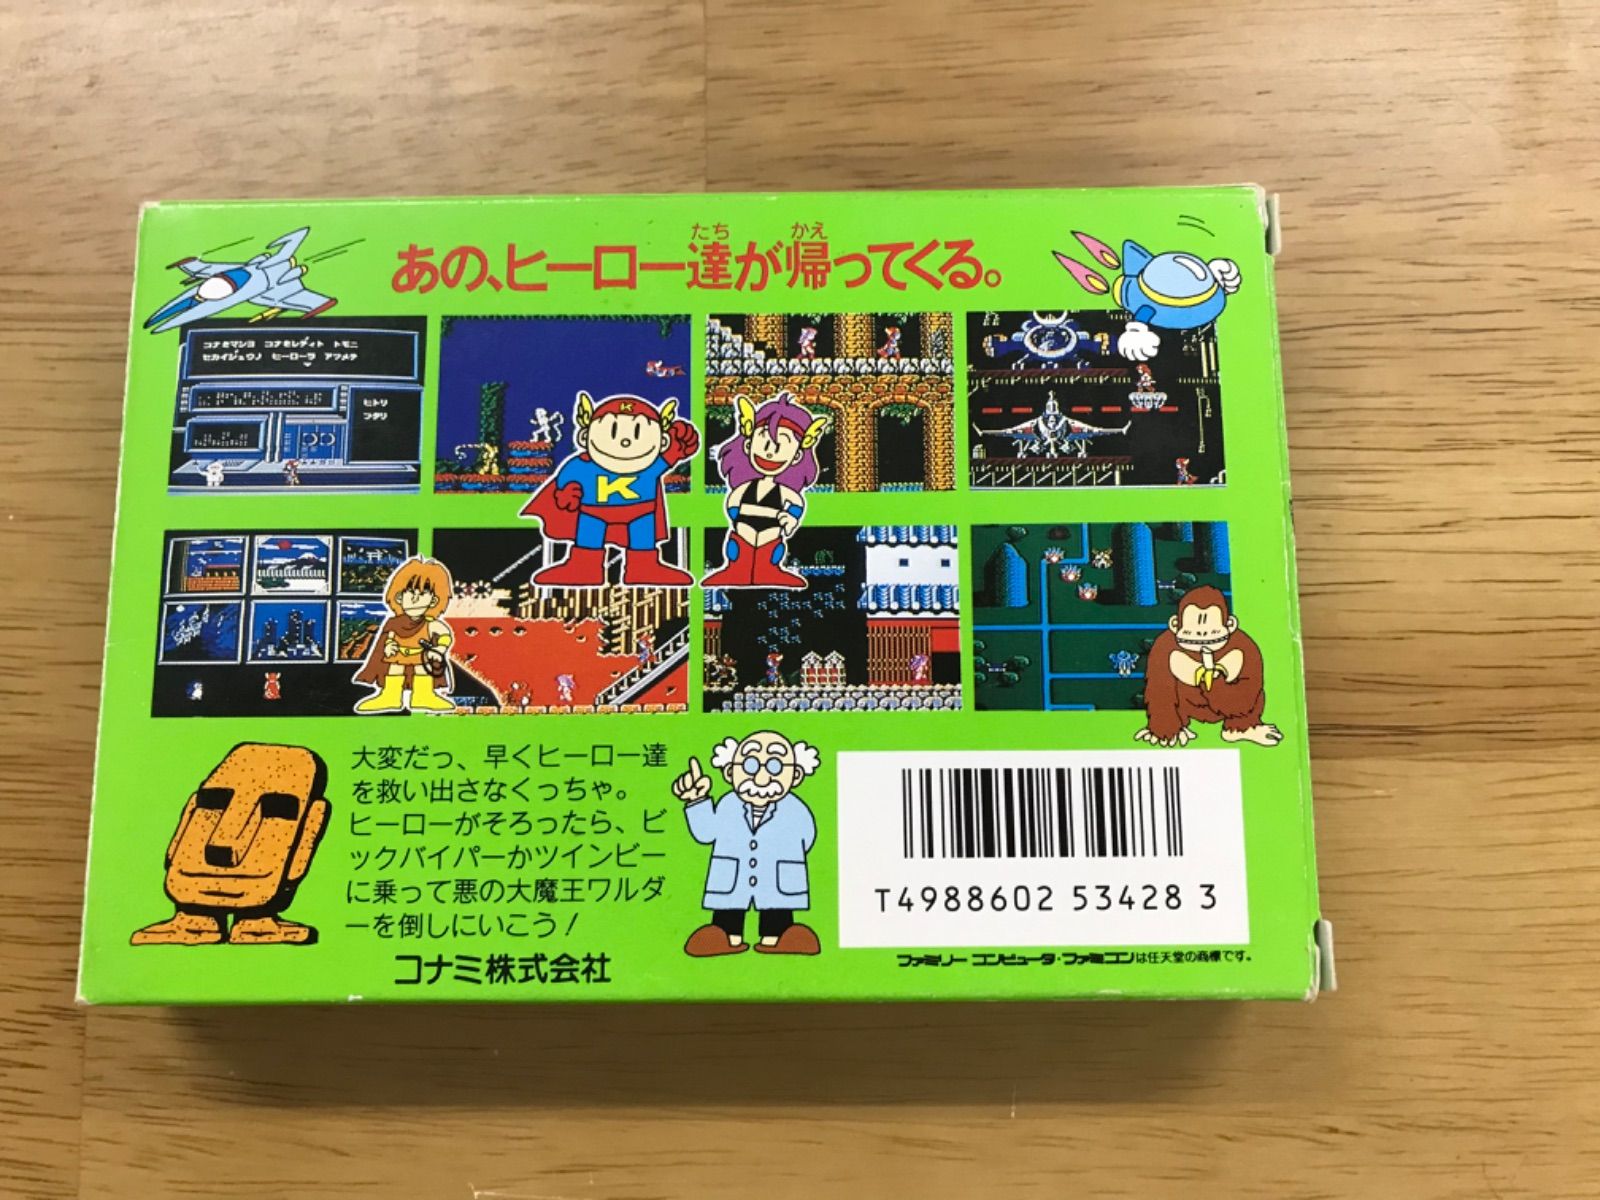 たち かえ
あの、ヒーロー達が帰ってくる。
コナミマン コナミレディト トモニ
セカイジュウノ ヒーローヲ アツメテ
ヒトリ
フタリ
K
K
大変だっ、早くヒーロー達
を救い出さなくっちゃ。
ヒーローがそろったら、ビ
ックバイパーかツインビー
に乗って悪の大魔王ワルダ
ーを倒しにいこう!
コナミ株式会社
T4988602 53428 3
ファミリー コンピュータ・ファミコンは任天堂の商標です。